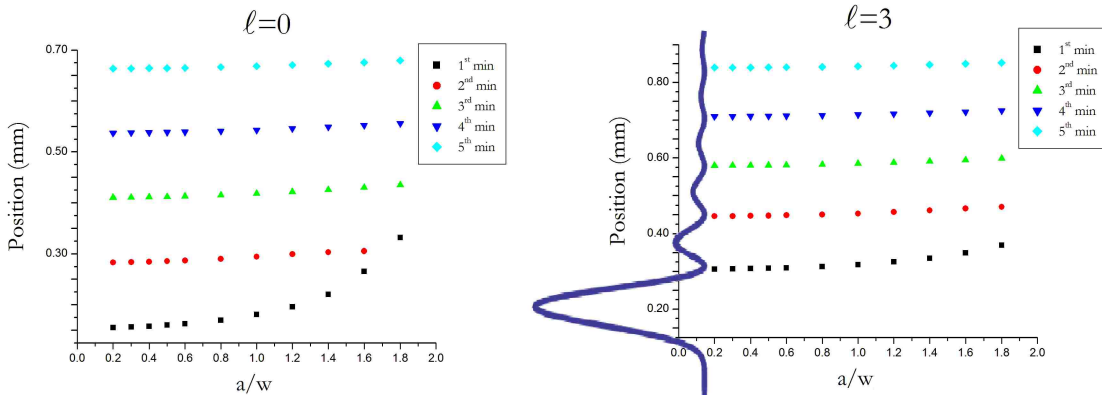 ℓ=0
0.70
0.50
0.30
Position (mm)
0.0 0.2 0.4 0.6 0.8 1.0 1.2 1.4 1.6 1.8 2.0
a/w
1st min
2nd min
3rd min
4th min
5th min
ℓ=3
0.80
0.60
0.40
0.20
Position (mm)
0.0 0.2 0.4 0.6 0.8 1.0 1.2 1.4 1.6 1.8 2.0
a/w
1st min
2nd min
3rd min
4th min
5th min